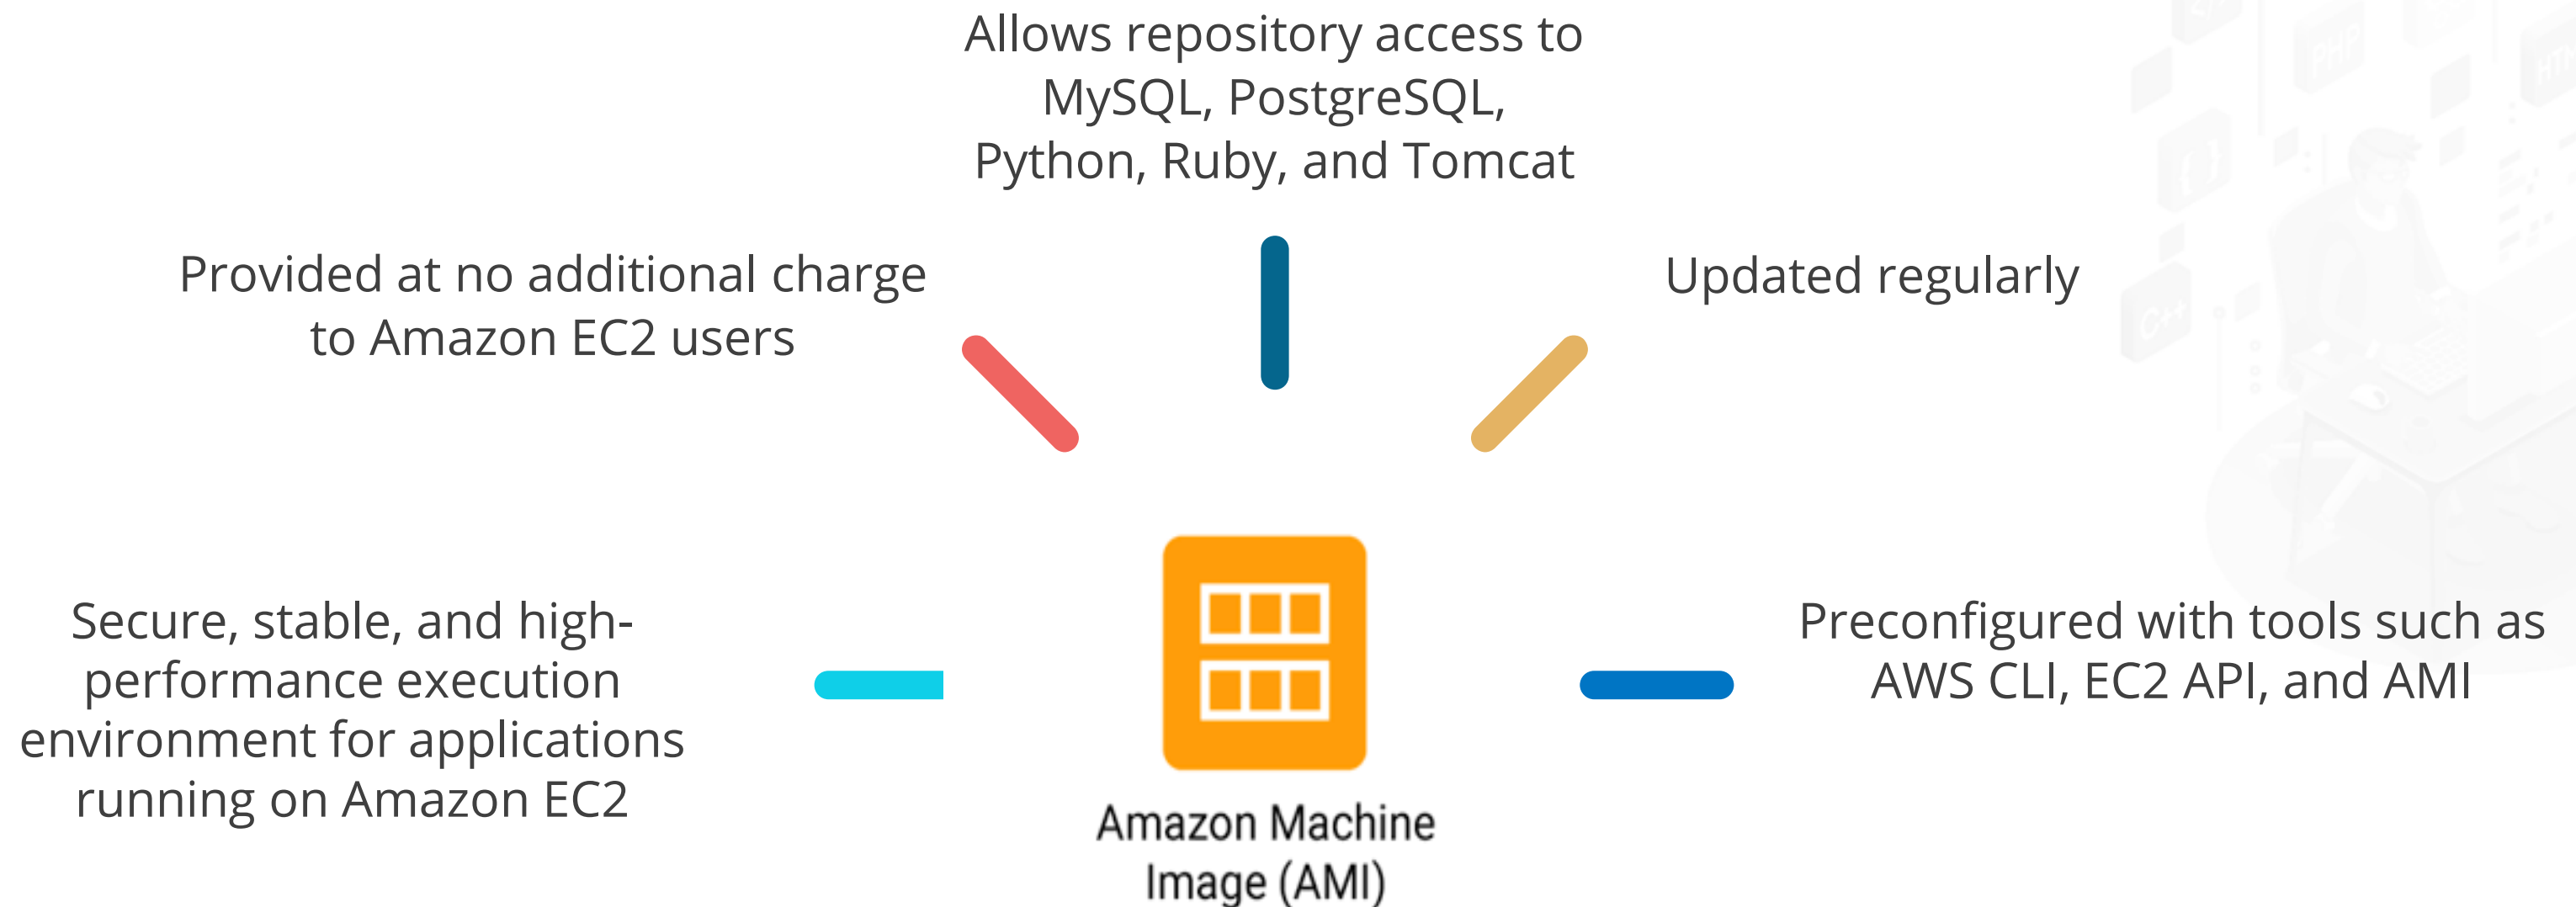 Allows repository access to
MySQL, PostgreSQL,
Python, Ruby, and Tomcat
Provided at no additional charge
to Amazon EC2 users
Updated regularly
Secure, stable, and high-
performance execution
environment for applications
running on Amazon EC2
Preconfigured with tools such as
AWS CLI, EC2 API, and AMI
Amazon Machine
Image (AMI)
PHP
C++
{ }